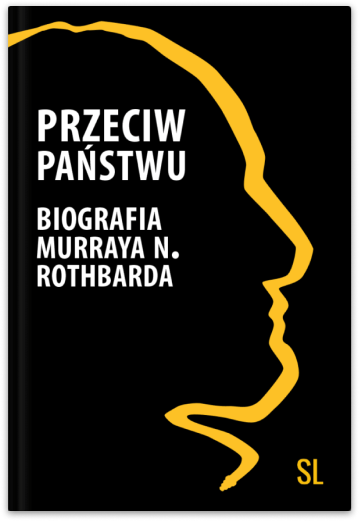 PRZECIW
PAŃSTWU
BIOGRAFIA
MURRAYA N.
ROTHBARDA
SL